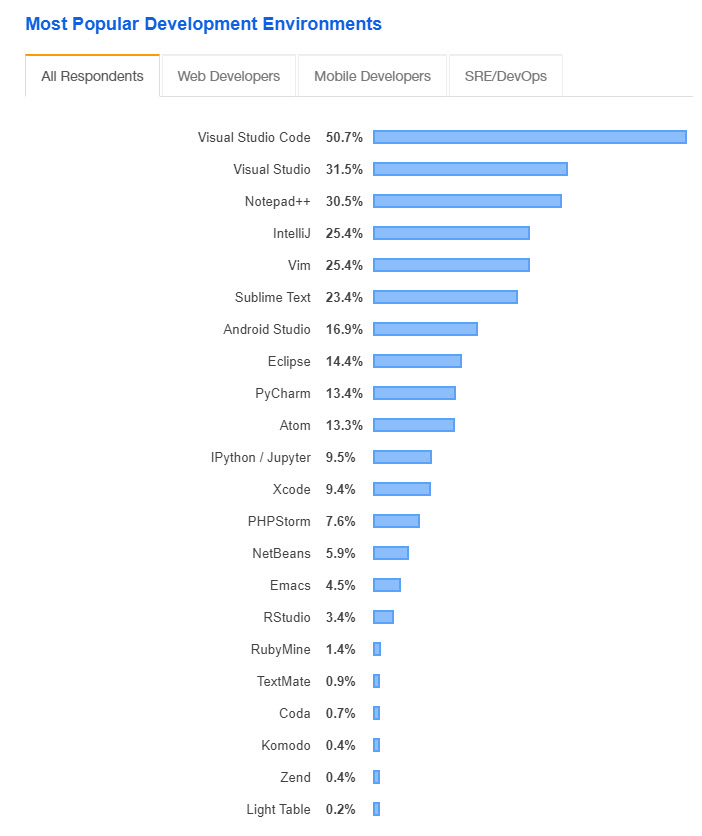 Most Popular Development Environments
All Respondents Web Developers Mobile Developers SRE/DevOps
Visual Studio Code 50.7%
Visual Studio 31.5%
Notepad++ 30.5%
IntelliJ 25.4%
Vim 25.4%
Sublime Text 23.4%
Android Studio 16.9%
Eclipse 14.4%
PyCharm 13.4%
Atom 13.3%
IPython / Jupyter 9.5%
Xcode 9.4%
PHPStorm 7.6%
NetBeans 5.9%
Emacs 4.5%
RStudio 3.4%
RubyMine 1.4%
TextMate 0.9%
Coda 0.7%
Komodo 0.4%
Zend 0.4%
Light Table 0.2%